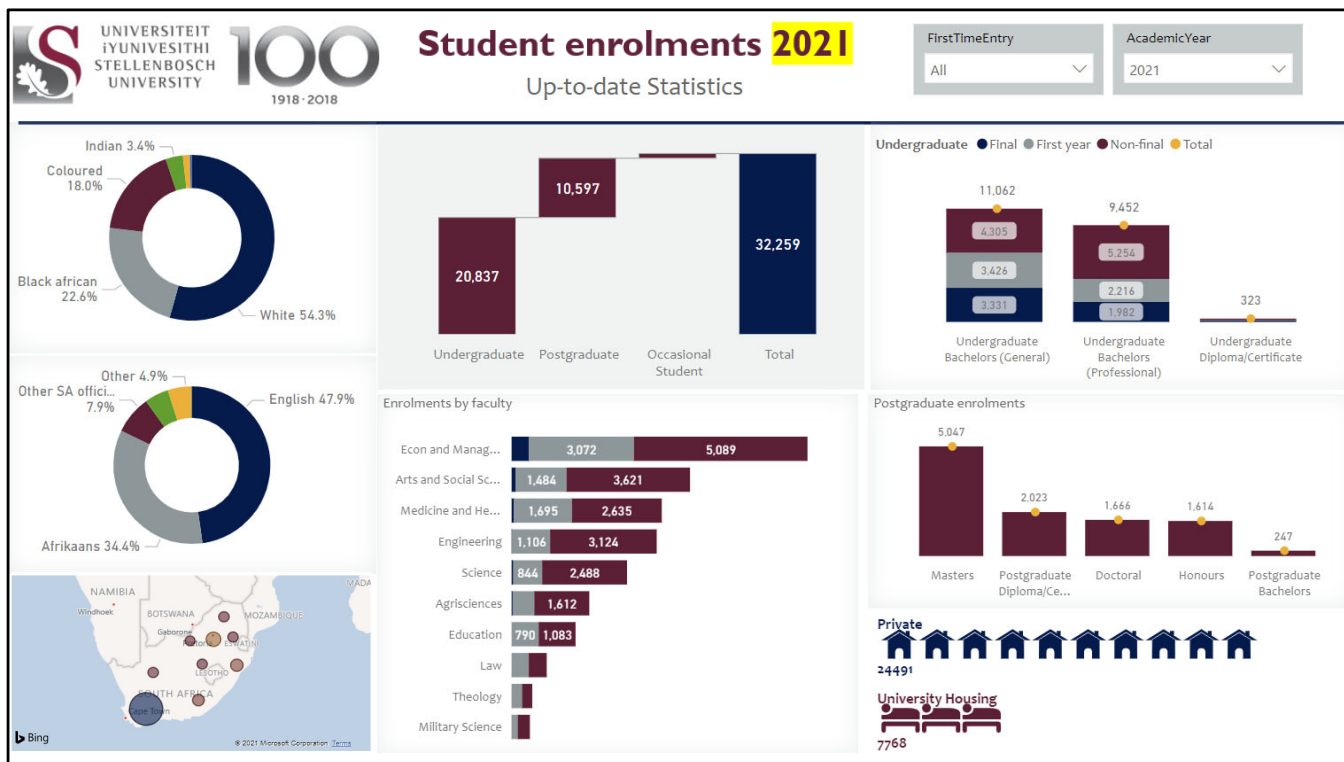 UNIVERSITEIT
iYUNIVESITHI
STELLENBOSCH
UNIVERSITY
100
1918·2018
Student enrolments 2021
Up-to-date Statistics
FirstTimeEntry
All
AcademicYear
2021
Indian 3.4%
Coloured
18.0%
Black african
22.6%
White 54.3%
Other 4.9%
Other SA offici...
7.9%
English 47.9%
Afrikaans 34.4%
NAMIBIA
Windhoek
BOTSWANA
Gaborone
MOZAMBIQUE
MADA
ESWATINI
LESOTHO
SOUTH AFRICA
Cape Town
Bing
© 2021 Microsoft Corporation Terms
20,837
10,597
32,259
Undergraduate
Postgraduate
Occasional
Student
Total
Enrolments by faculty
Econ and Manag... 3,072 5,089
Arts and Social Sc... 1,484 3,621
Medicine and He... 1,695 2,635
Engineering 1,106 3,124
Science 844 2,488
Agrisciences 1,612
Education 790 1,083
Law
Theology
Military Science
Undergraduate Final First year Non-final Total
11,062
4,305
3,426
3,331
9,452
5,254
2,216
1,982
323
Undergraduate
Bachelors (General)
Undergraduate
Bachelors
(Professional)
Undergraduate
Diploma/Certificate
Postgraduate enrolments
5,047
2,023
1,666
1,614
247
Masters
Postgraduate
Diploma/Ce...
Doctoral
Honours
Postgraduate
Bachelors
Private
24491
University Housing
7768